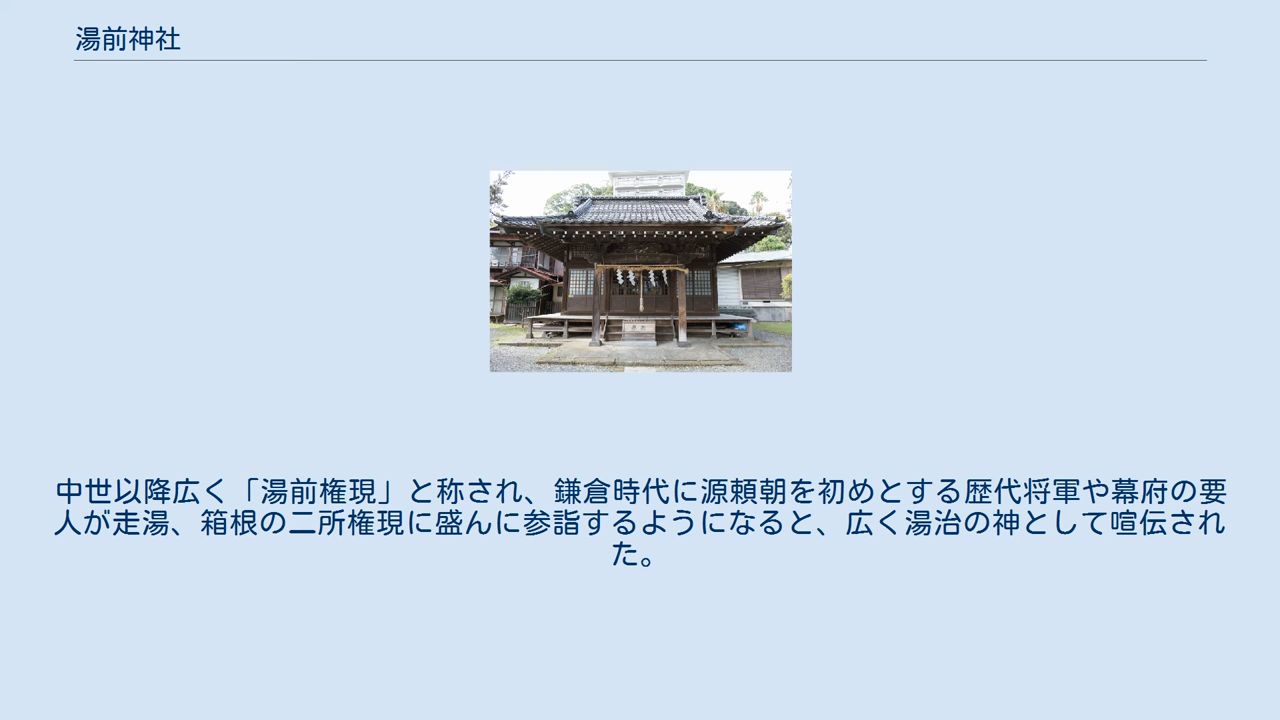 湯前神社
中世以降広く「湯前権現」と称され、鎌倉時代に源頼朝を初めとする歴代将軍や幕府の要
人が走湯、箱根の二所権現に盛んに参詣するようになると、広く湯治の神として喧伝され
た。